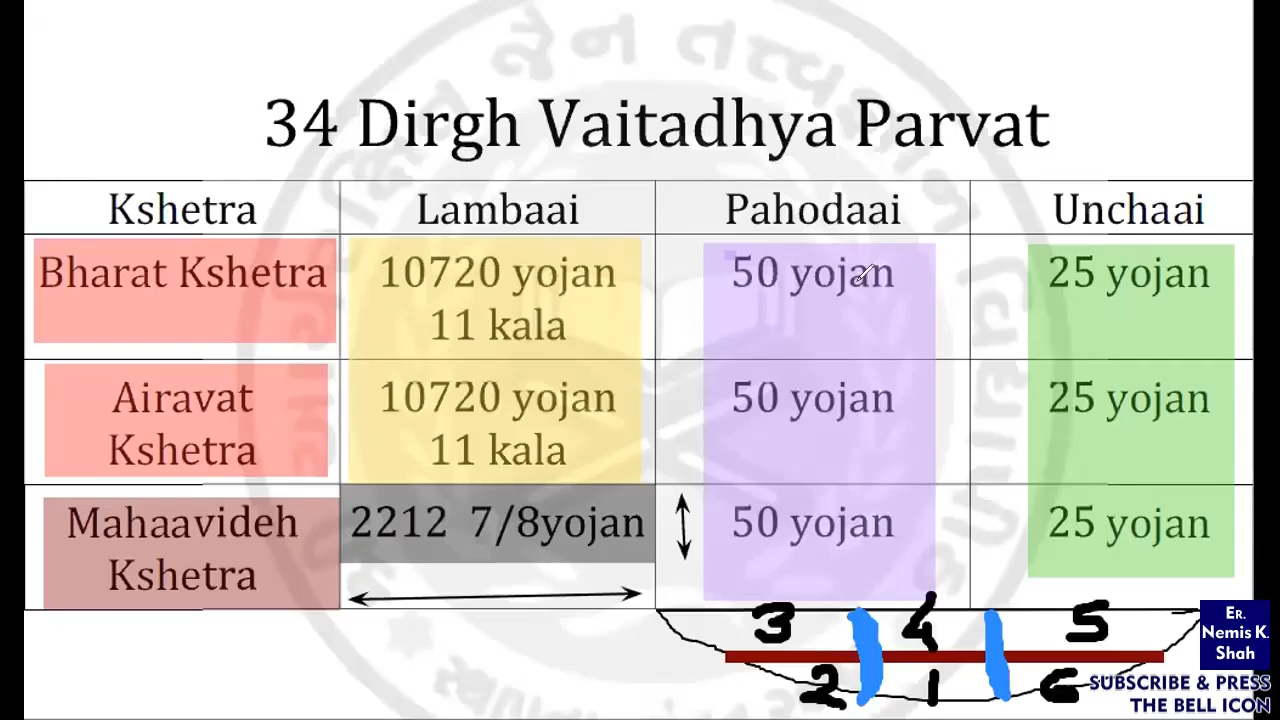 34 Dirgh Vaitadhya Parvat
Kshetra Lambaai Pahodaai Unchaai
Bharat Kshetra 10720 yojan 50 yojan 25 yojan
11 kala
Airavat 10720 yojan 50 yojan 25 yojan
Kshetra 11 kala
Mahaavideh 2212 7/8yojan 50 yojan 25 yojan
Kshetra
3 4 5
2 1 6
ER.
Nemis K.
Shah
SUBSCRIBE & PRESS
THE BELL ICON